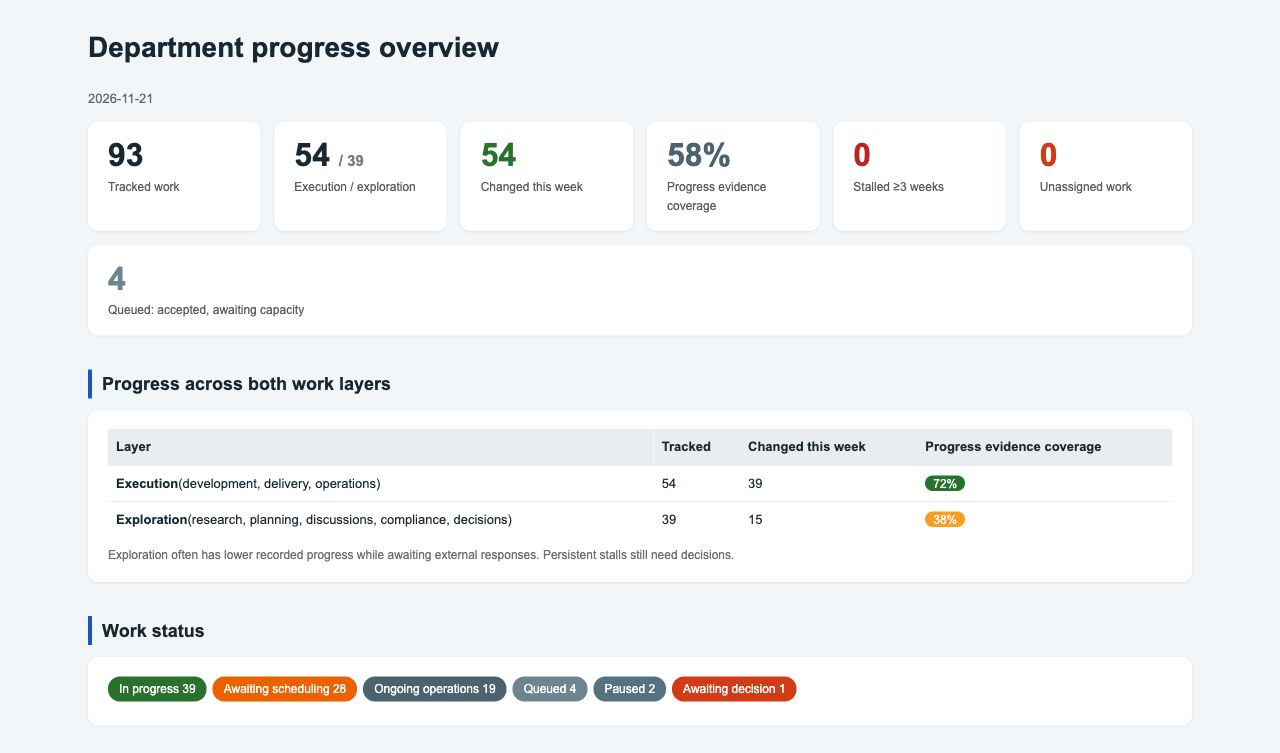 Department progress overview
2026-11-21
93
Tracked work
54 / 39
Execution / exploration
54
Changed this week
58%
Progress evidence
coverage
0
Stalled ≥3 weeks
0
Unassigned work
4
Queued: accepted, awaiting capacity
Progress across both work layers
Layer Tracked Changed this week Progress evidence coverage
Execution(development, delivery, operations) 54 39 72%
Exploration(research, planning, discussions, compliance, decisions) 39 15 38%
Exploration often has lower recorded progress while awaiting external responses. Persistent stalls still need decisions.
Work status
In progress 39 Awaiting scheduling 28 Ongoing operations 19 Queued 4 Paused 2 Awaiting decision 1